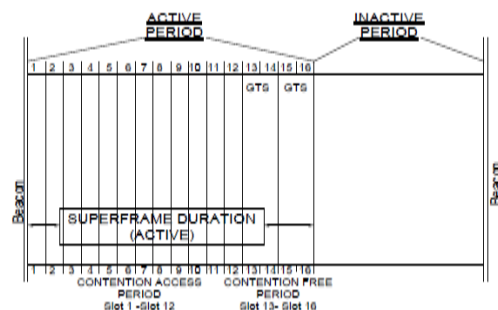 ACTIVE
PERIOD
INACTIVE
PERIOD
1 2 3 4 5 6 7 8 9 10 11 12 13 14 15 16
GTS GTS
Beacon
Beacon
SUPERFRAME DURATION
(ACTIVE)
1 2 3 4 5 6 7 8 9 10 11 12 13 14 15 16
CONTENTION ACCESS
PERIOD
Slot 1 -Slot 12
CONTENTION FREE
PERIOD
Slot 13- Slot 16